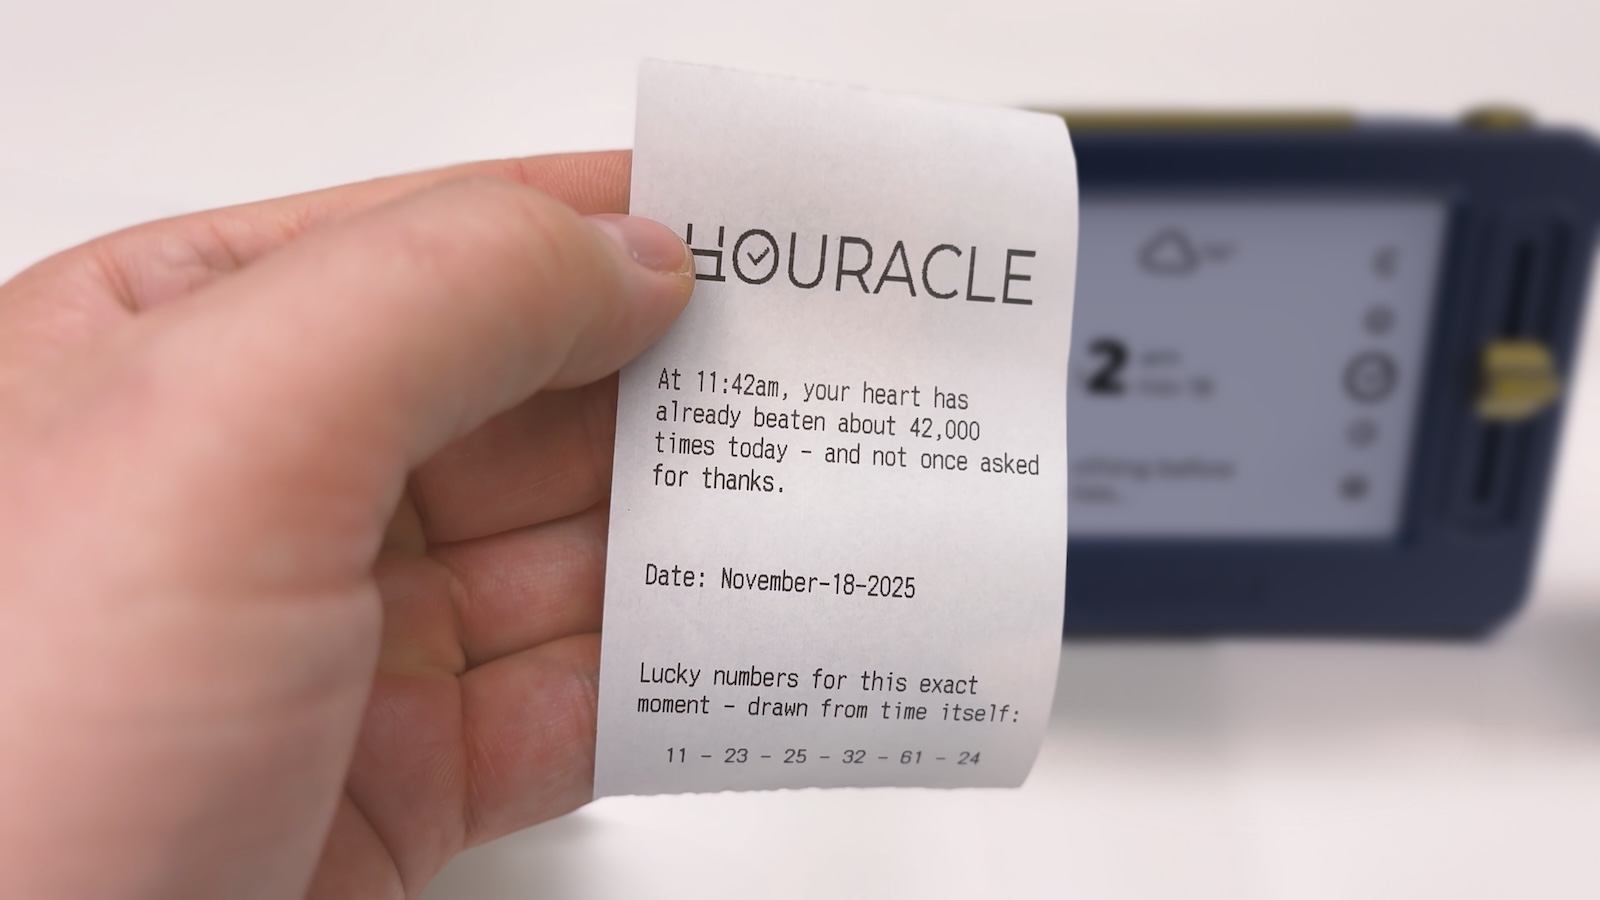 HOURACLE
At 11:42am, your heart has
already beaten about 42,000
times today – and not once asked
for thanks.
Date: November-18-2025
Lucky numbers for this exact
moment – drawn from time itself:
11 – 23 – 25 – 32 – 61 – 24
2